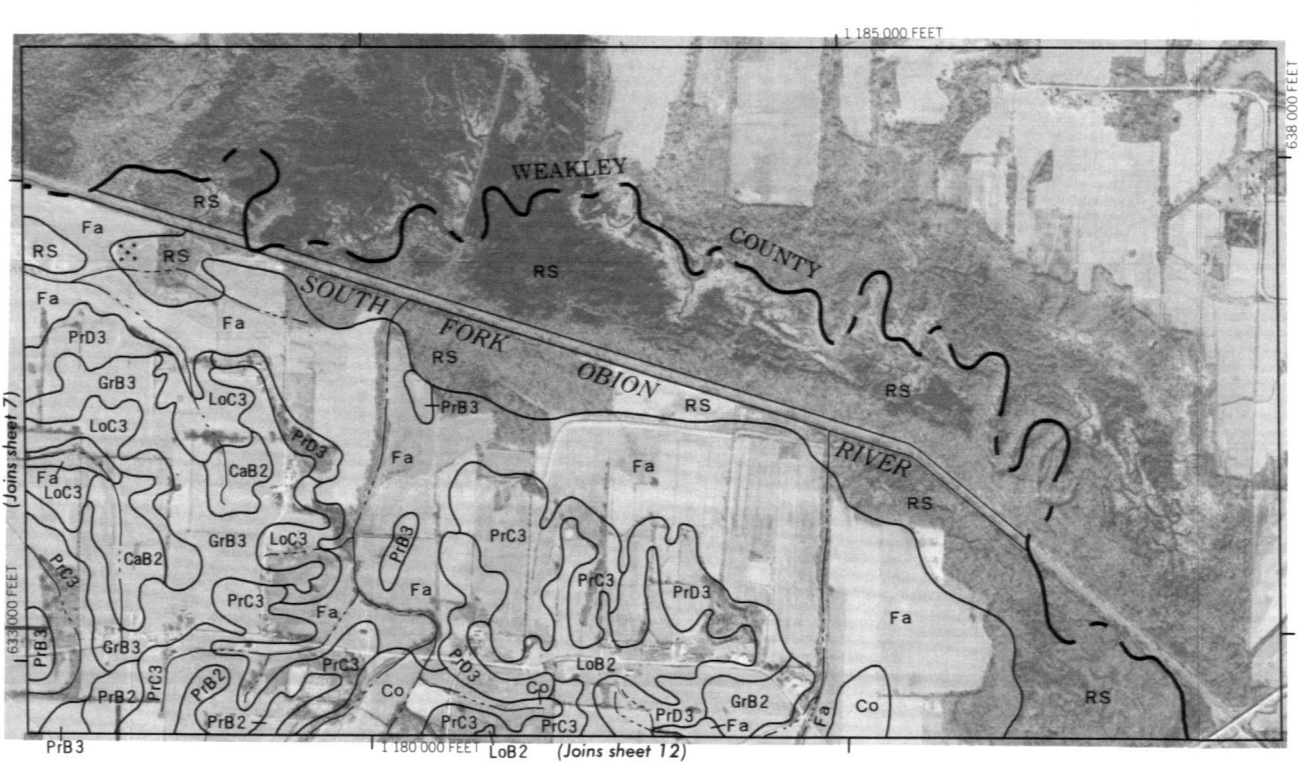 1 185 000 FEET
638 000 FEET
WEAKLEY
RS
Fa
COUNTY
RS
RS
RS
Fa
SOUTH
Fa
PrD3
FORK
RS
GrB3
OBION
RS
LoC3
RS
PrB3
LoC3
(Joins sheet 7)
PrD3
RIVER
Fa
Fa
CaB2
Fa
LoC3
RS
PrC3
GrB3
LoC3
PrB3
CaB2
PrC3
PrC3
PrD3
Fa
PrC3
Fa
Fa
633 000 FEET
PrB3
GrB3
PrC3
PrD3
LoB2
PrC3
PrB2
PrB2
Co
Co
GrB2
RS
Co
Fa
PrD3
PrB2
PrC3
PrC3
Fa
PrB3
1 180 000 FEET
LoB2
(Joins sheet 12)